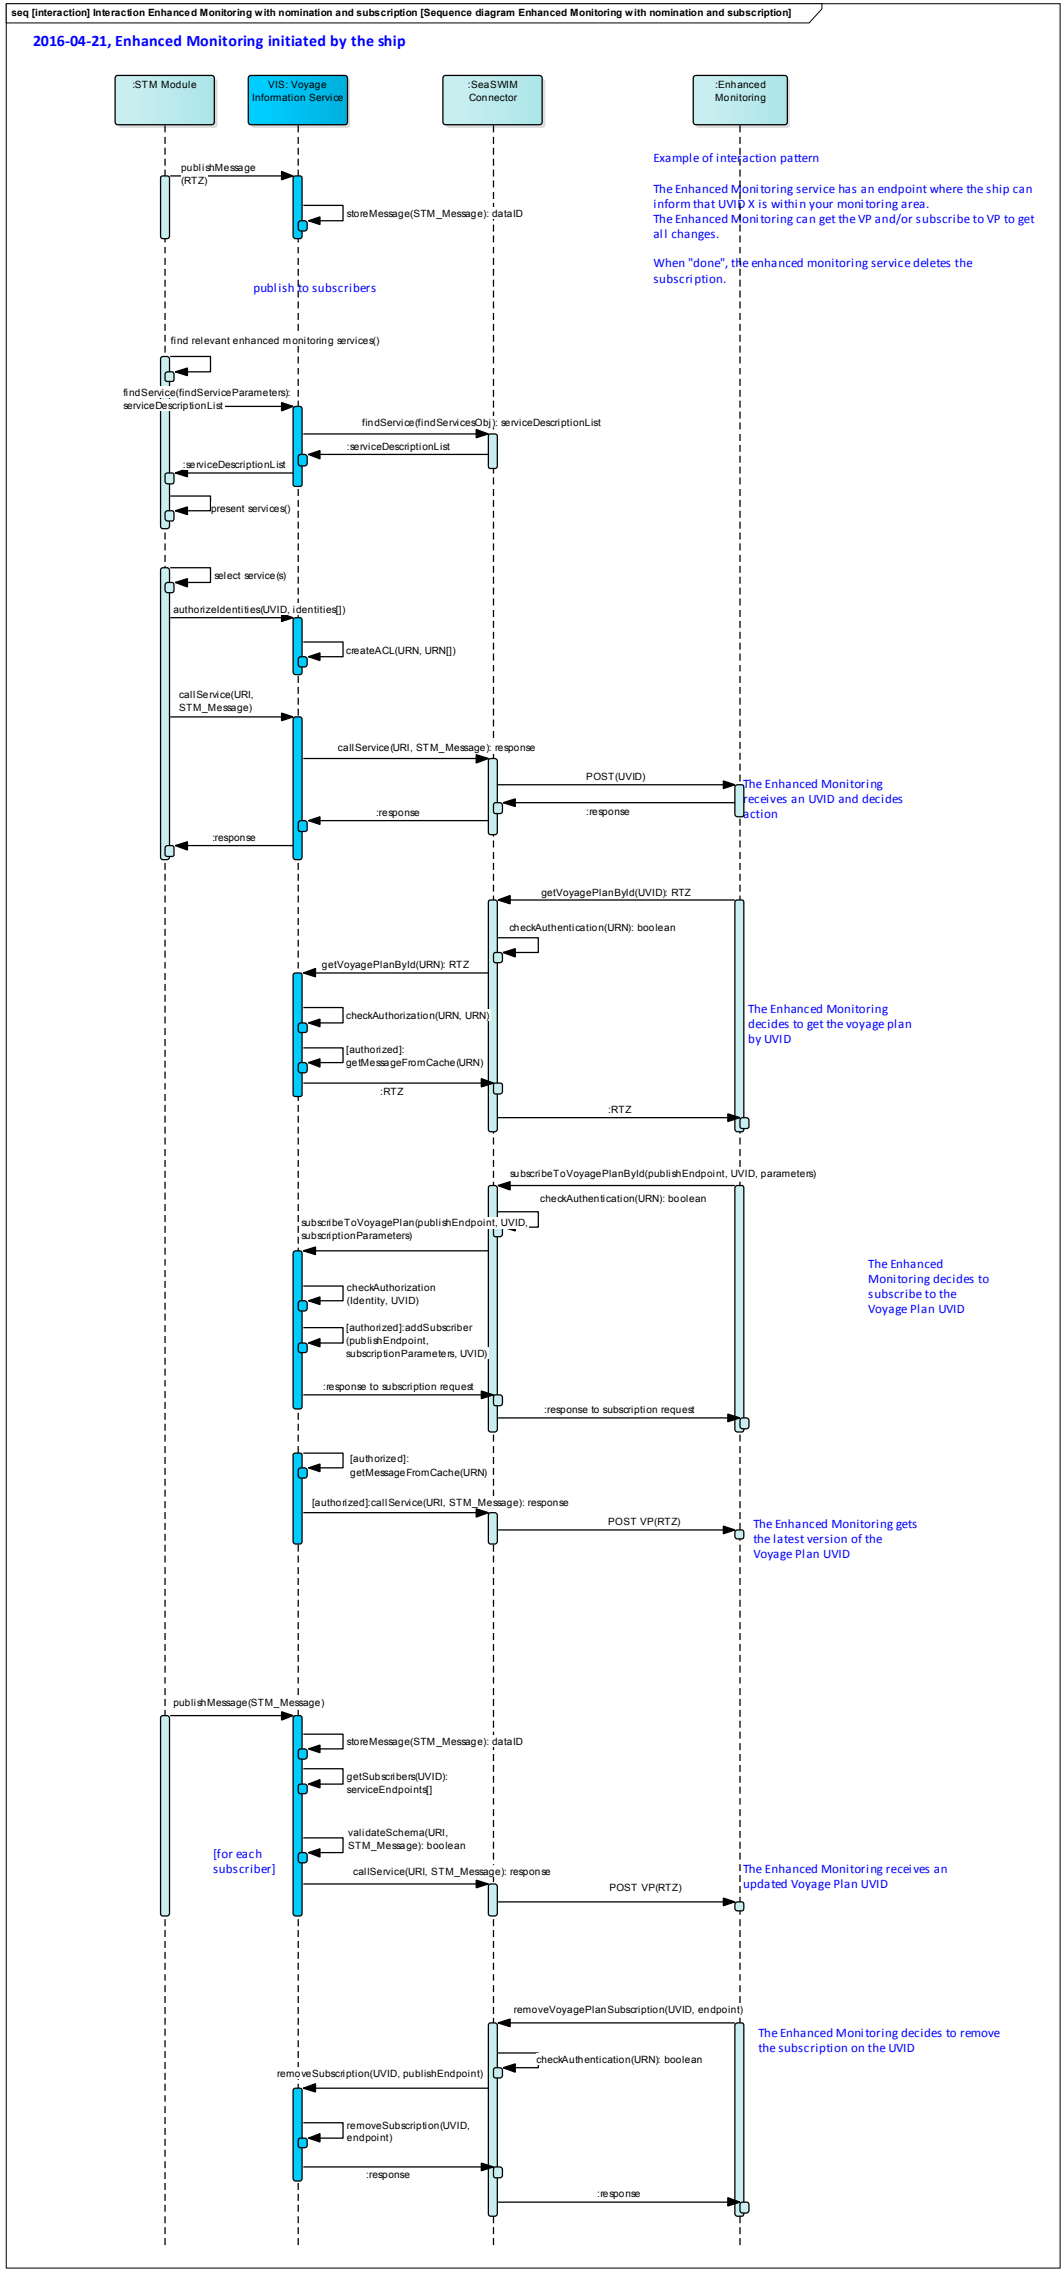 seq [interaction] Interaction Enhanced Monitoring with nomination and subscription [Sequence diagram Enhanced Monitoring with nomination and subscription]
2016-04-21, Enhanced Monitoring initiated by the ship
:STM Module
VIS: Voyage
Information Service
:SeaSWIM
Connector
:Enhanced
Monitoring
Example of interaction pattern
The Enhanced Monitoring service has an endpoint where the ship can
inform that UVID X is within your monitoring area.
The Enhanced Monitoring can get the VP and/or subscribe to VP to get
all changes.
When "done", the enhanced monitoring service deletes the
subscription.
publishMessage
(RTZ)
storeMessage(STM_Message): dataID
publish to subscribers
find relevant enhanced monitoring services()
findService(findServiceParameters):
serviceDescriptionList
findService(findServicesObj): serviceDescriptionList
:serviceDescriptionList
:serviceDescriptionList
present services()
select service(s)
authorizeIdentities(UVID, identities[])
createACL(URN, URN[])
callService(URI,
STM_Message)
callService(URI, STM_Message): response
POST(UVID)
The Enhanced Monitoring
receives an UVID and decides
action
:response
:response
:response
getVoyagePlanById(UVID): RTZ
checkAuthentication(URN): boolean
getVoyagePlanById(URN): RTZ
checkAuthorization(URN, URN)
The Enhanced Monitoring
decides to get the voyage plan
by UVID
[authorized]:
getMessageFromCache(URN)
:RTZ
:RTZ
subscribeToVoyagePlanById(publishEndpoint, UVID, parameters)
checkAuthentication(URN): boolean
subscribeToVoyagePlan(publishEndpoint, UVID,
subscriptionParameters)
The Enhanced
Monitoring decides to
subscribe to the
Voyage Plan UVID
checkAuthorization
(Identity, UVID)
[authorized]:addSubscriber
(publishEndpoint,
subscriptionParameters, UVID)
:response to subscription request
:response to subscription request
[authorized]:
getMessageFromCache(URN)
[authorized]:callService(URI, STM_Message): response
POST VP(RTZ)
The Enhanced Monitoring gets
the latest version of the
Voyage Plan UVID
publishMessage(STM_Message)
storeMessage(STM_Message): dataID
getSubscribers(UVID):
serviceEndpoints[]
validateSchema(URI,
STM_Message): boolean
[for each
subscriber]
callService(URI, STM_Message): response
POST VP(RTZ)
The Enhanced Monitoring receives an
updated Voyage Plan UVID
removeVoyagePlanSubscription(UVID, endpoint)
The Enhanced Monitoring decides to remove
the subscription on the UVID
checkAuthentication(URN): boolean
removeSubscription(UVID, publishEndpoint)
removeSubscription(UVID,
endpoint)
:response
:response